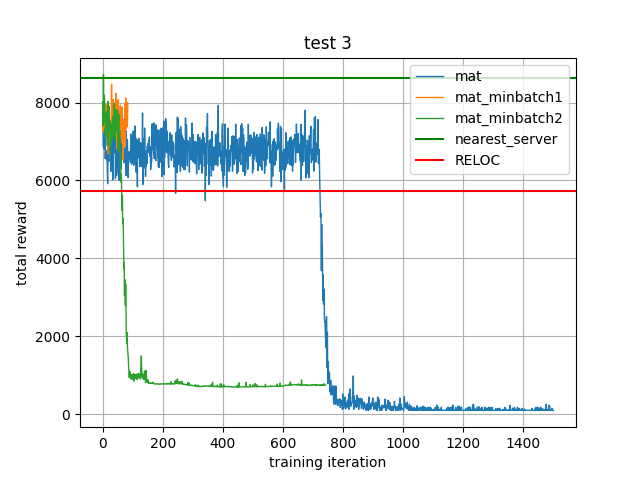 test 3
mat
mat_minbatch1
mat_minbatch2
nearest_server
RELOC
total reward
8000
6000
4000
2000
0
0 200 400 600 800 1000 1200 1400
training iteration